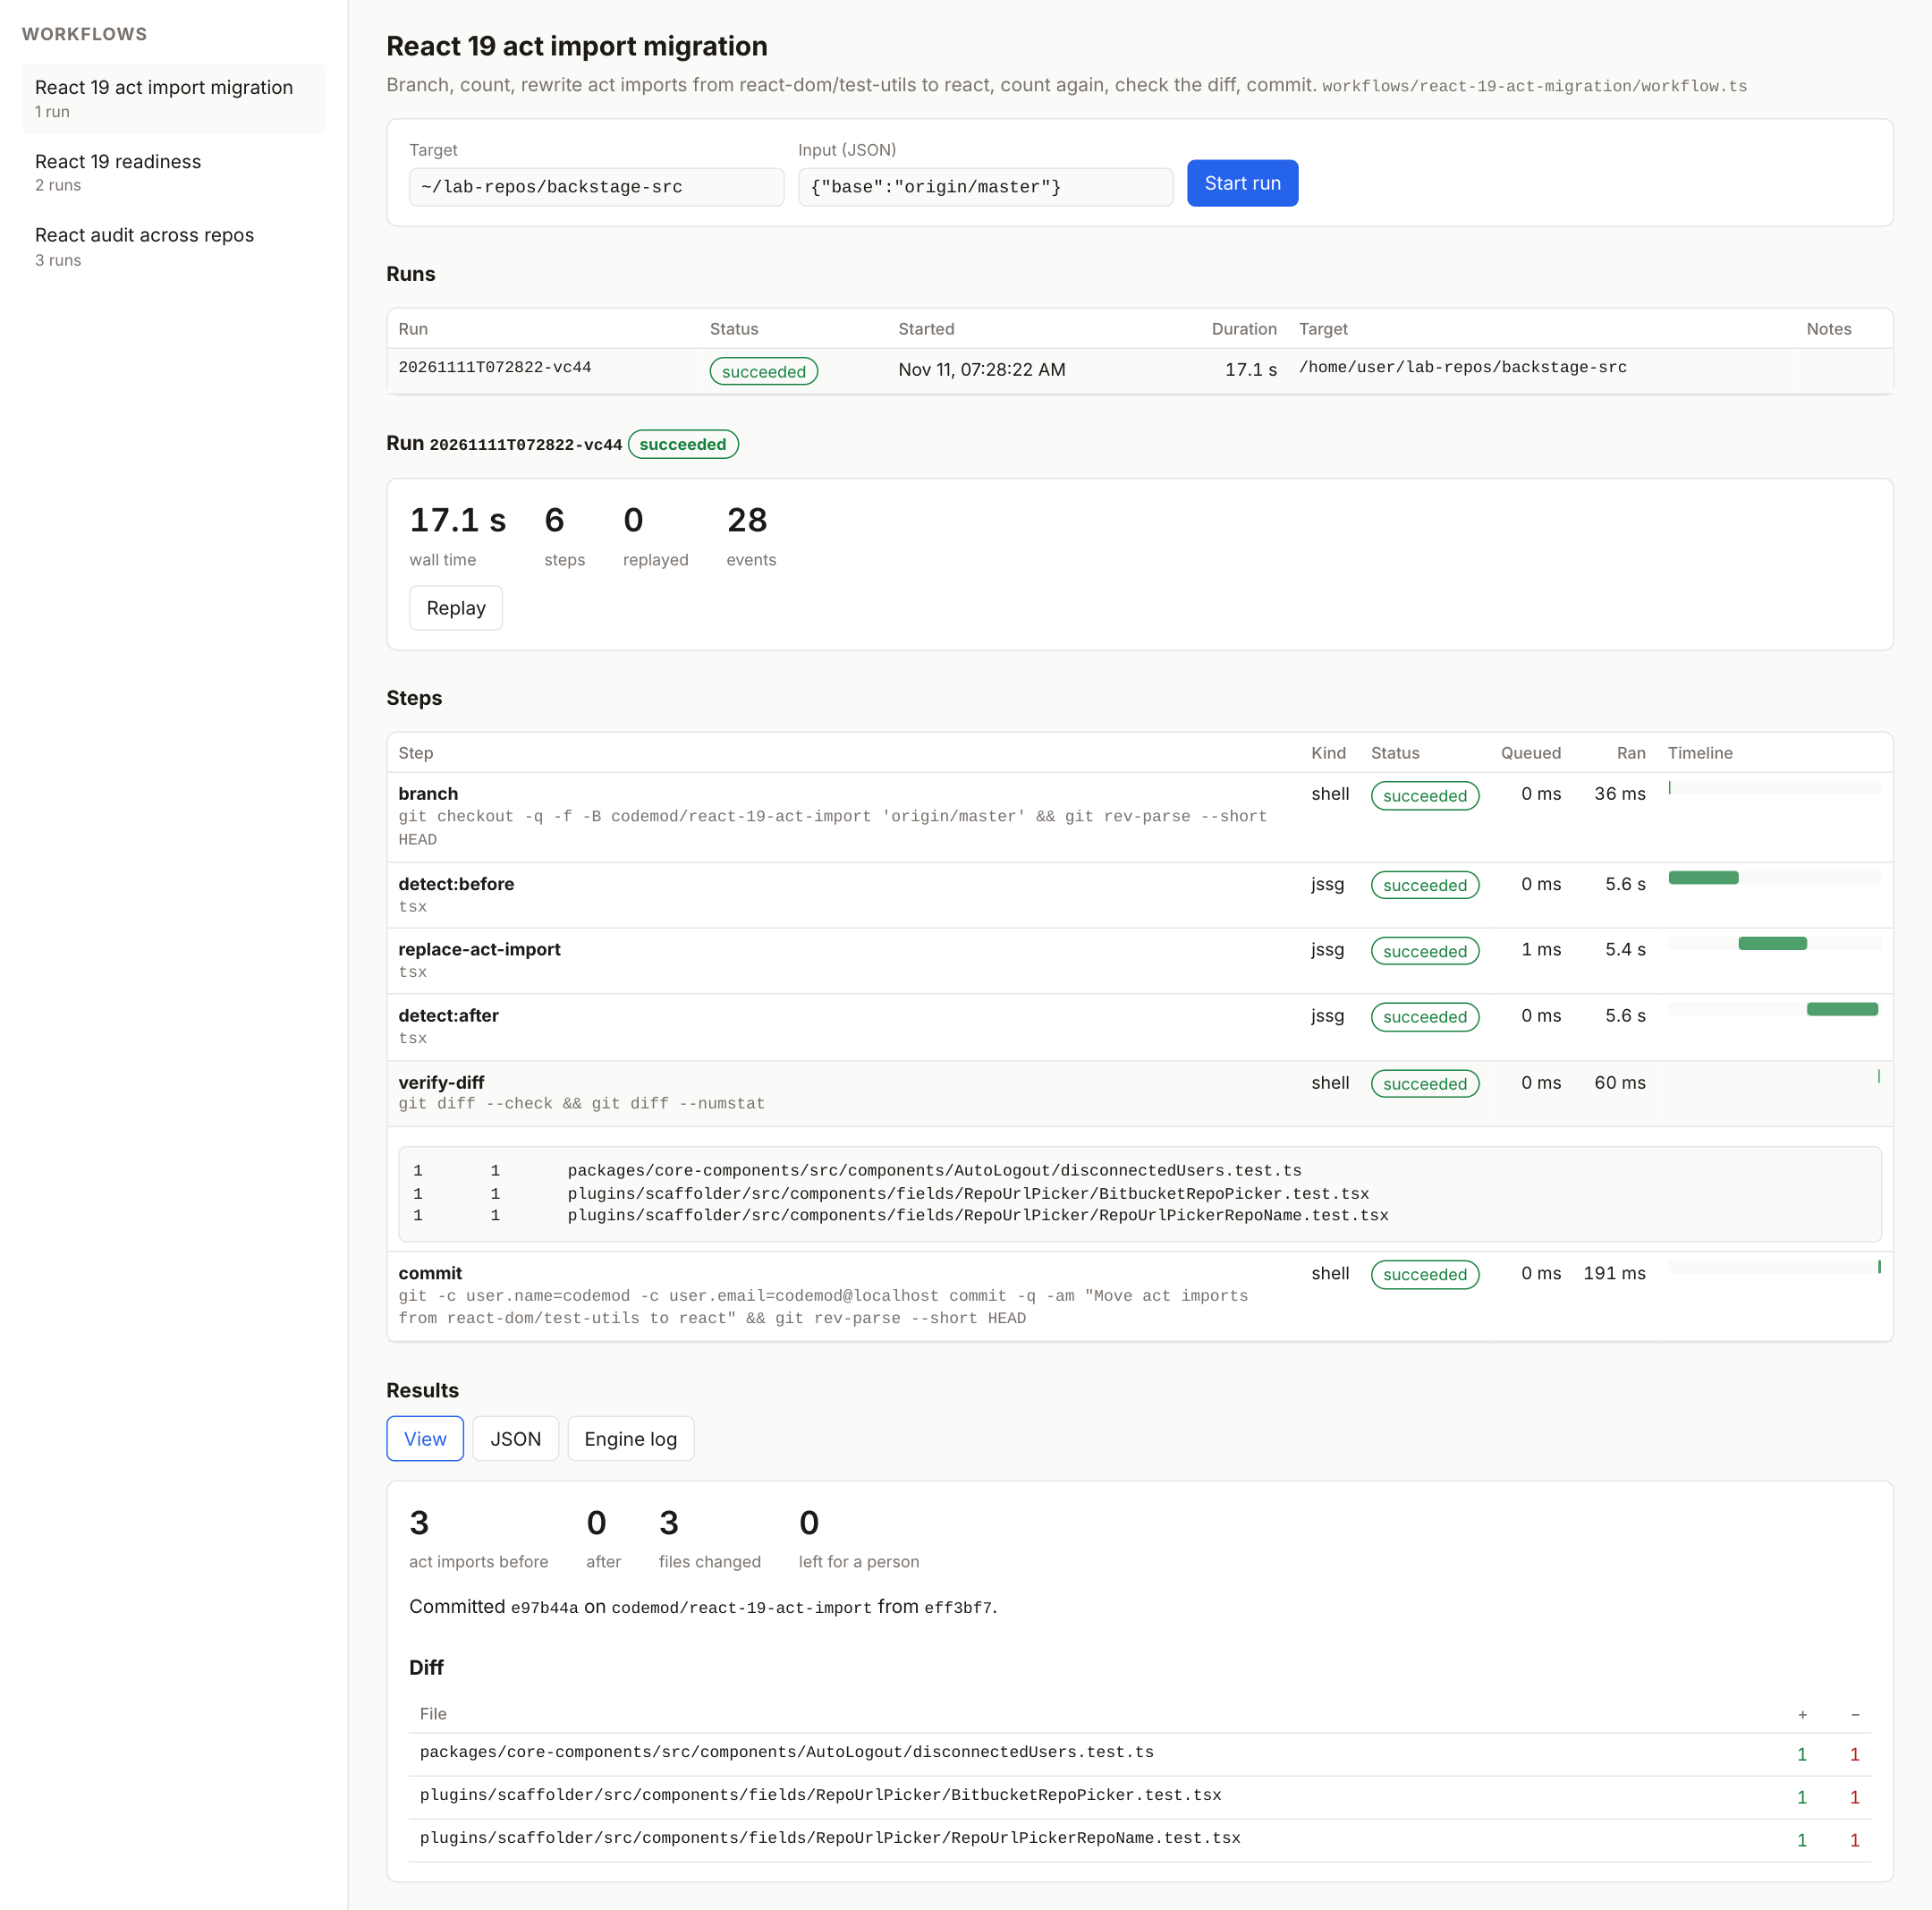 WORKFLOWS
React 19 act import migration
1 run
React 19 readiness
2 runs
React audit across repos
3 runs
React 19 act import migration
Branch, count, rewrite act imports from react-dom/test-utils to react, count again, check the diff, commit. workflows/react-19-act-migration/workflow.ts
Target Input (JSON)
~/lab-repos/backstage-src {"base":"origin/master"} Start run
Runs
Run Status Started Duration Target Notes
20261111T072822-vc44 succeeded Nov 11, 07:28:22 AM 17.1 s /home/user/lab-repos/backstage-src
Run 20261111T072822-vc44 succeeded
17.1 s 6 0 28
wall time steps replayed events
Replay
Steps
Step Kind Status Queued Ran Timeline
branch shell succeeded 0 ms 36 ms
git checkout -q -f -B codemod/react-19-act-import 'origin/master' && git rev-parse --short
HEAD
detect:before jssg succeeded 0 ms 5.6 s
tsx
replace-act-import jssg succeeded 1 ms 5.4 s
tsx
detect:after jssg succeeded 0 ms 5.6 s
tsx
verify-diff shell succeeded 0 ms 60 ms
git diff --check && git diff --numstat
1 1 packages/core-components/src/components/AutoLogout/disconnectedUsers.test.ts
1 1 plugins/scaffolder/src/components/fields/RepoUrlPicker/BitbucketRepoPicker.test.tsx
1 1 plugins/scaffolder/src/components/fields/RepoUrlPicker/RepoUrlPickerRepoName.test.tsx
commit shell succeeded 0 ms 191 ms
git -c user.name=codemod -c user.email=codemod@localhost commit -q -am "Move act imports
from react-dom/test-utils to react" && git rev-parse --short HEAD
Results
View JSON Engine log
3 0 3 0
act imports before after files changed left for a person
Committed e97b44a on codemod/react-19-act-import from eff3bf7.
Diff
File + −
packages/core-components/src/components/AutoLogout/disconnectedUsers.test.ts 1 1
plugins/scaffolder/src/components/fields/RepoUrlPicker/BitbucketRepoPicker.test.tsx 1 1
plugins/scaffolder/src/components/fields/RepoUrlPicker/RepoUrlPickerRepoName.test.tsx 1 1